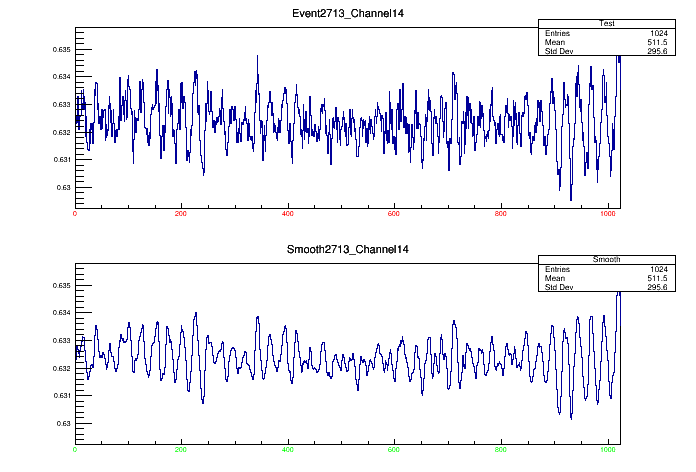 Event2713_Channel14
Test
Entries 1024
Mean 511.5
Std Dev 295.6
0.635
0.634
0.633
0.632
0.631
0.63
0 200 400 600 800 1000
Smooth2713_Channel14
Smooth
Entries 1024
Mean 511.5
Std Dev 295.6
0.635
0.634
0.633
0.632
0.631
0.63
0 200 400 600 800 1000